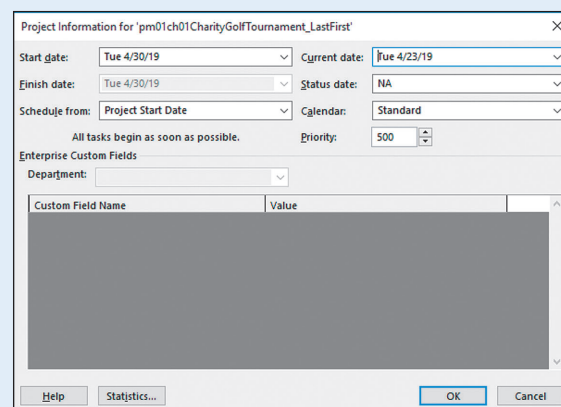 Project Information for 'pm01ch01CharityGolfTournament_LastFirst'
Start date: Tue 4/30/19 Current date: Tue 4/23/19
Finish date: Tue 4/30/19 Status date: NA
Schedule from: Project Start Date Calendar: Standard
All tasks begin as soon as possible. Priority: 500
Enterprise Custom Fields
Department:
Custom Field Name Value
Help Statistics... OK Cancel